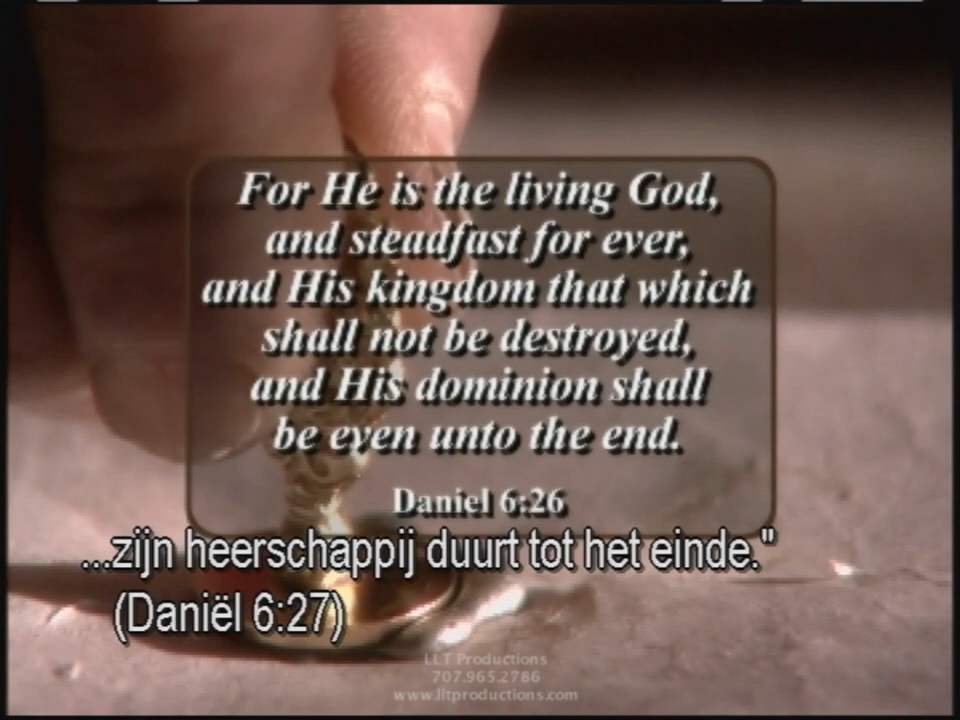 For He is the living God,
and steadfast for ever,
and His kingdom that which
shall not be destroyed,
and His dominion shall
be even unto the end.
Daniel 6:26
...zijn heerschappij duurt tot het einde."
(Daniël 6:27)
LLT Productions
707.965.2786
www.lltproductions.com